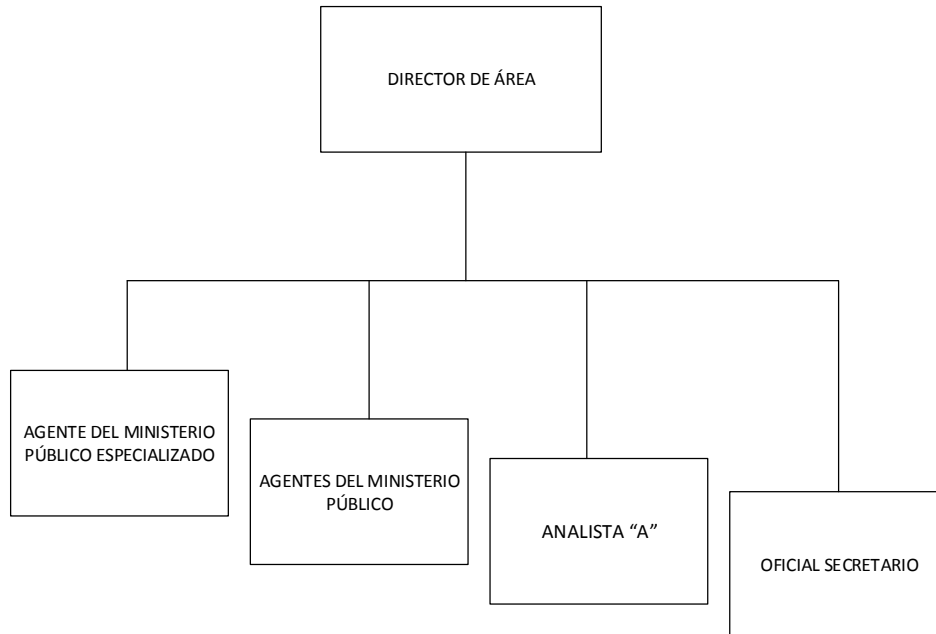 DIRECTOR DE ÁREA
AGENTE DEL MINISTERIO
PÚBLICO ESPECIALIZADO
AGENTES DEL MINISTERIO
PÚBLICO
ANALISTA “A”
OFICIAL SECRETARIO